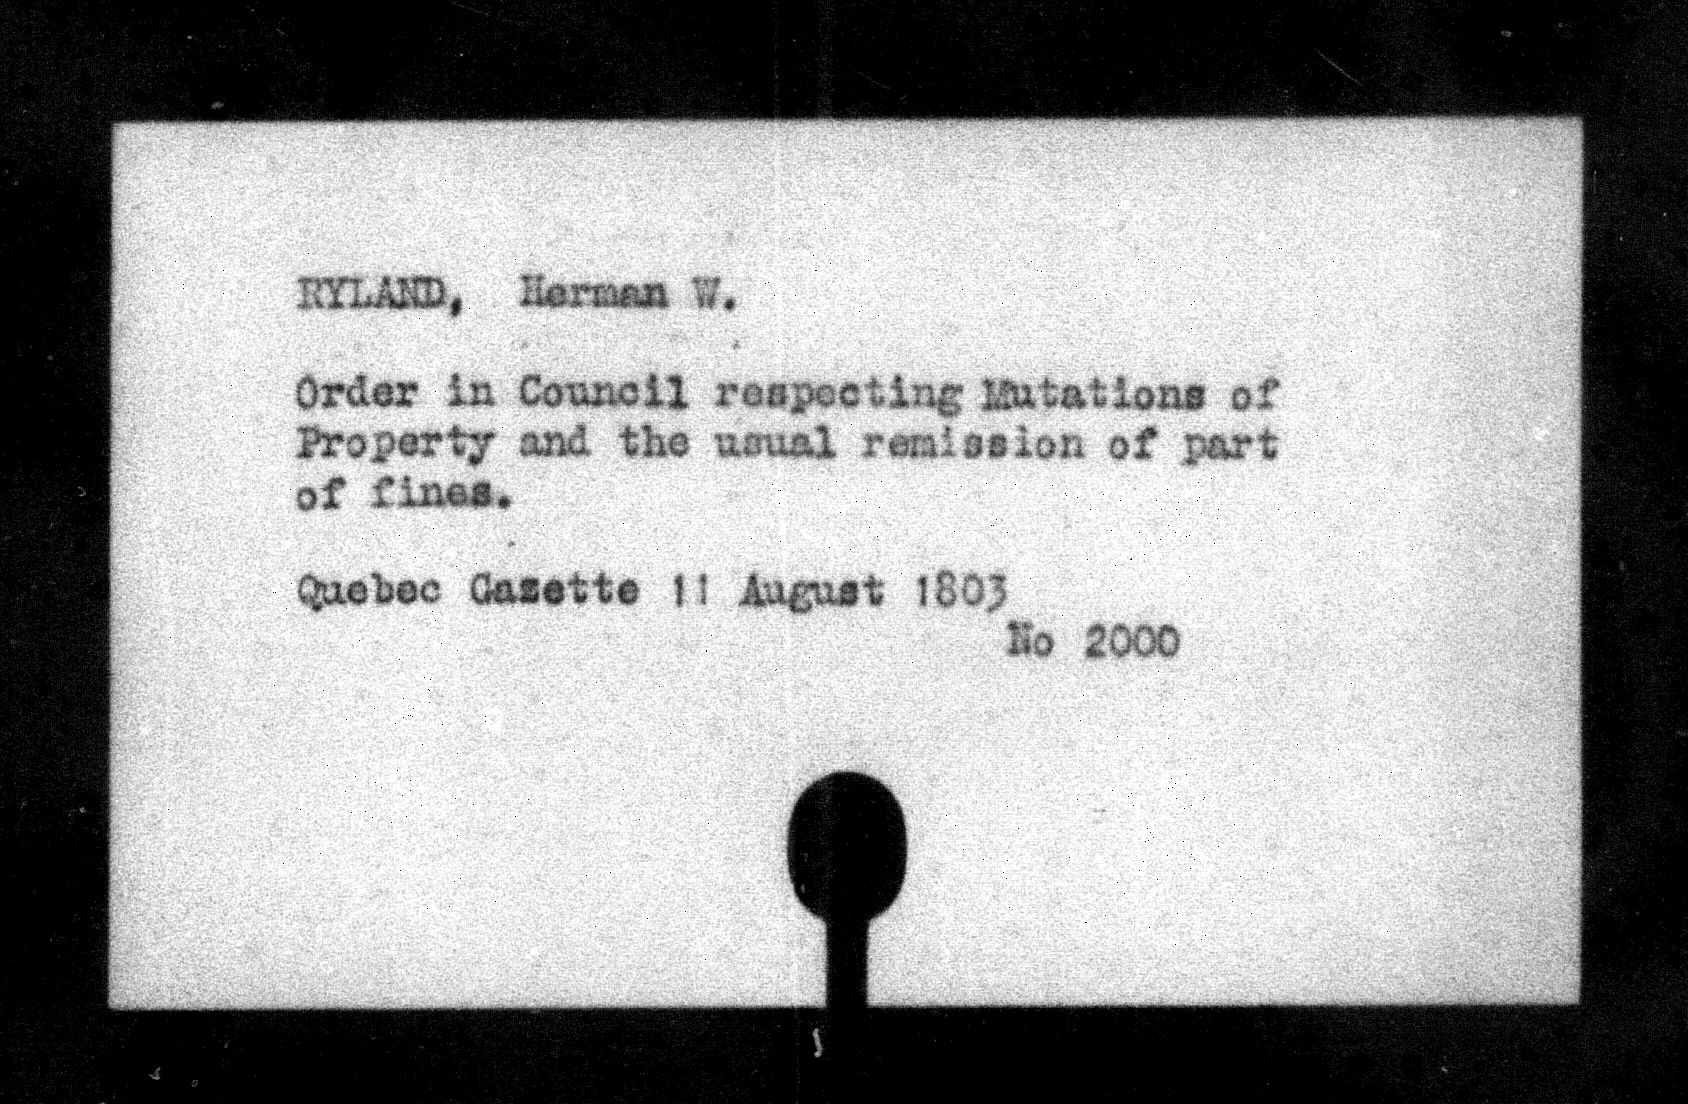 RYLAND, Herman W.
Order in Council respecting Mutations of
Property and the usual remission of part
of fines.
Quebec Gazette 11 August 1803
No 2000